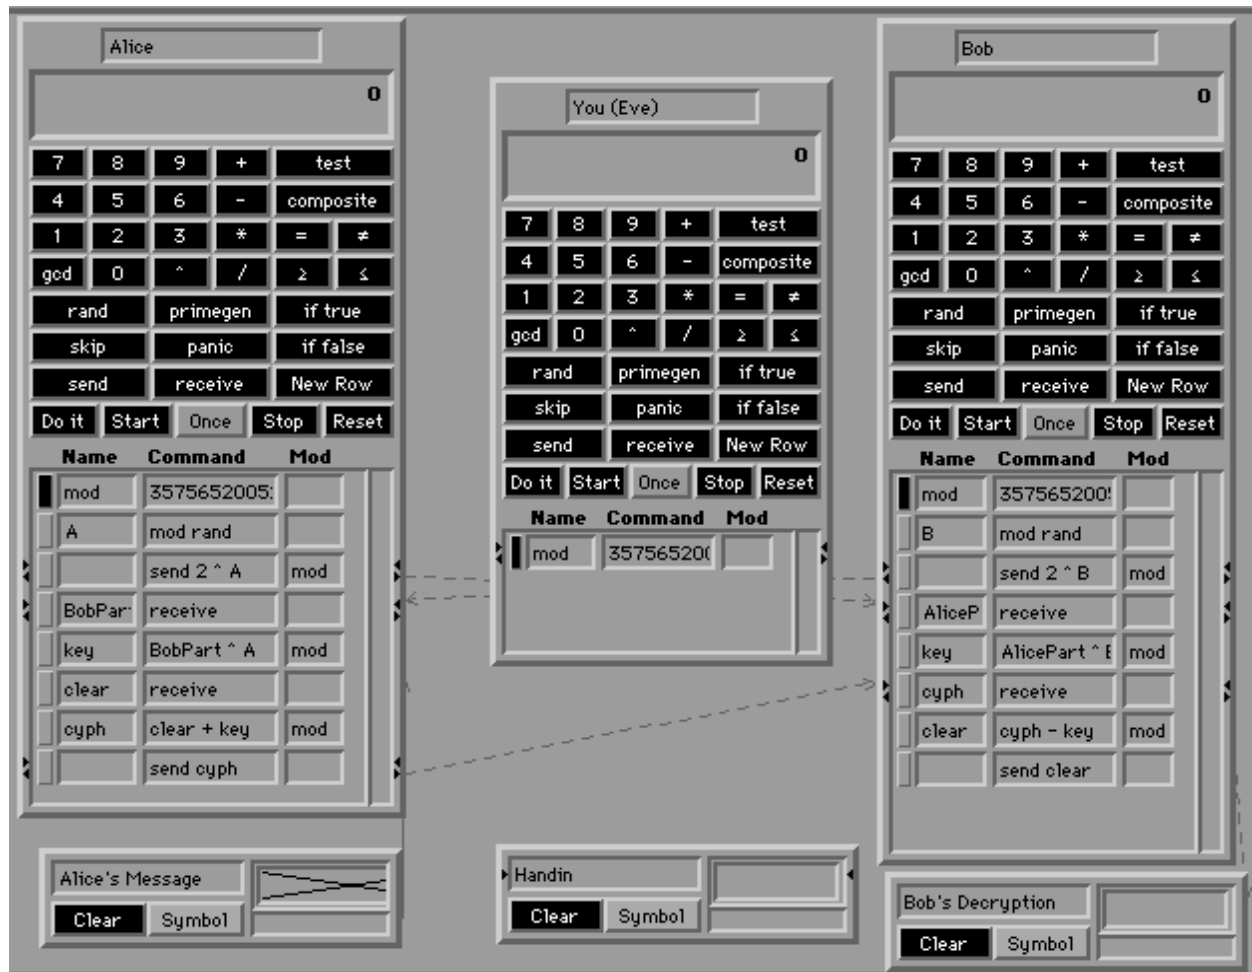 Alice
0
7 8 9 + test
4 5 6 - composite
1 2 3 * = ≠
gcd 0 ^ / ≥ ≤
rand primegen if true
skip panic if false
send receive New Row
Do it Start Once Stop Reset
Name Command Mod
mod 3575652005
A mod rand
send 2 ^ A mod
BobPar receive
key BobPart ^ A mod
clear receive
cyph clear + key mod
send cyph
Alice's Message
Clear Symbol
You (Eve)
0
7 8 9 + test
4 5 6 - composite
1 2 3 * = ≠
gcd 0 ^ / ≥ ≤
rand primegen if true
skip panic if false
send receive New Row
Do it Start Once Stop Reset
Name Command Mod
mod 35756520
Handin
Clear Symbol
Bob
0
7 8 9 + test
4 5 6 - composite
1 2 3 * = ≠
gcd 0 ^ / ≥ ≤
rand primegen if true
skip panic if false
send receive New Row
Do it Start Once Stop Reset
Name Command Mod
mod 357565200
B mod rand
send 2 ^ B mod
AliceP receive
key AlicePart ^ mod
cyph receive
clear cyph - key mod
send clear
Bob's Decryption
Clear Symbol